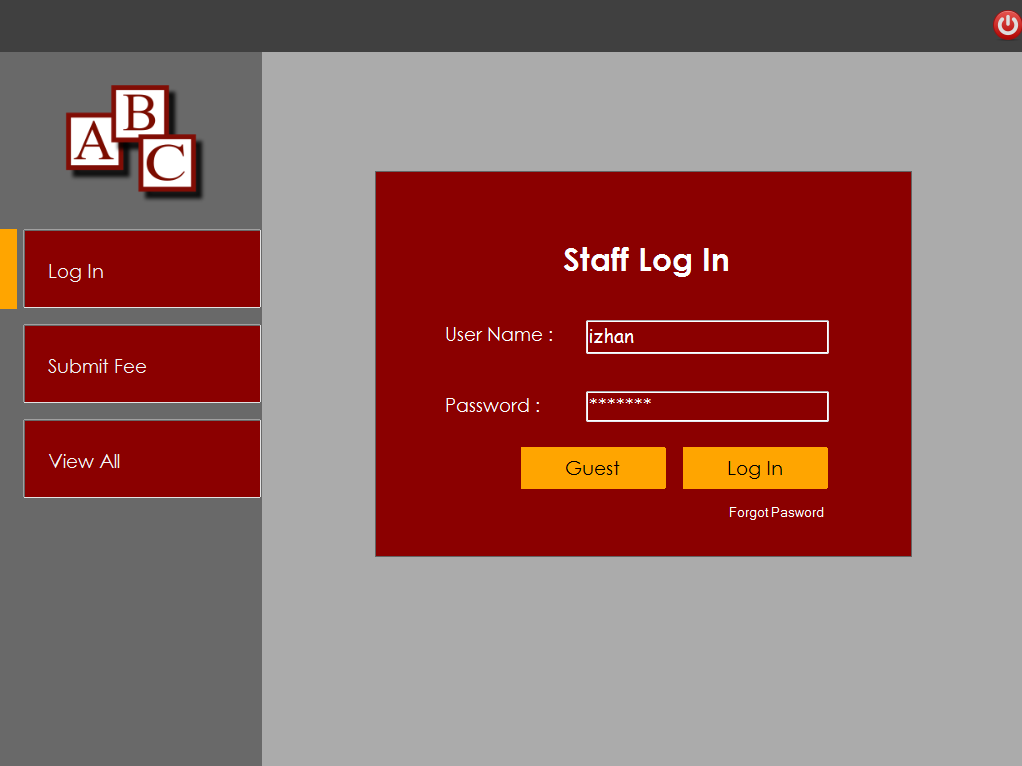 A
B
C
Log In
Submit Fee
View All
Staff Log In
User Name : izhan
Password : *******
Guest Log In
Forgot Pasword